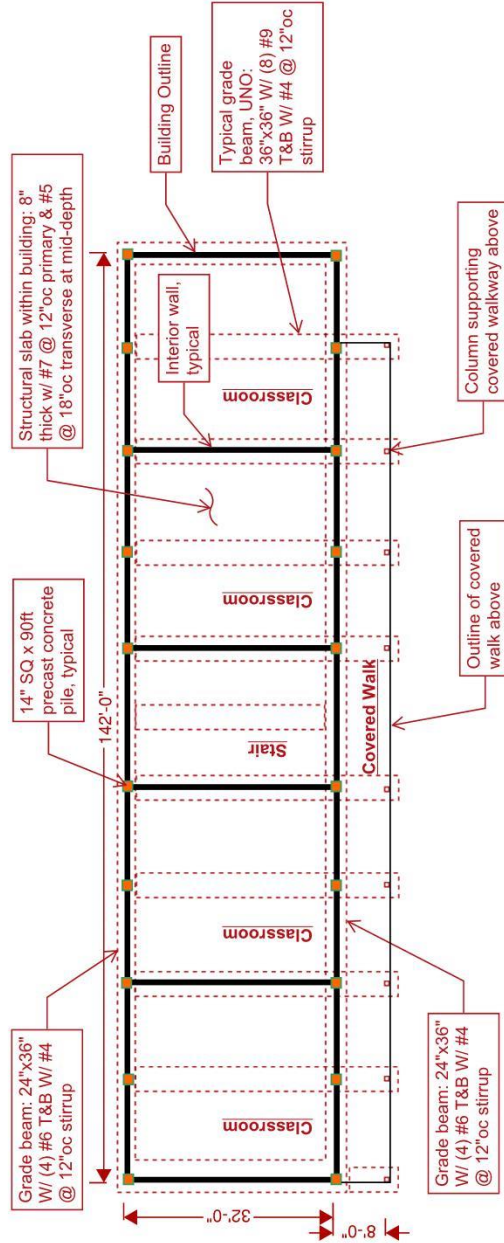 Grade beam: 24"x36"
W/ (4) #6 T&B W/ #4
@ 12"oc stirrup
14" SQ x 90ft
precast concrete
pile, typical
Structural slab within building: 8"
thick w/ #7 @ 12"oc primary & #5
@ 18"oc transverse at mid-depth
142'-0"
Building Outline
Interior wall,
typical
Typical grade
beam, UNO:
36"x36" W/ (8) #9
T&B W/ #4 @ 12"oc
stirrup
32'-0"
8'-0"
Classroom
Classroom
Stair
Classroom
Classroom
Covered Walk
Grade beam: 24"x36"
W/ (4) #6 T&B W/ #4
@ 12"oc stirrup
Outline of covered
walk above
Column supporting
covered walkway above